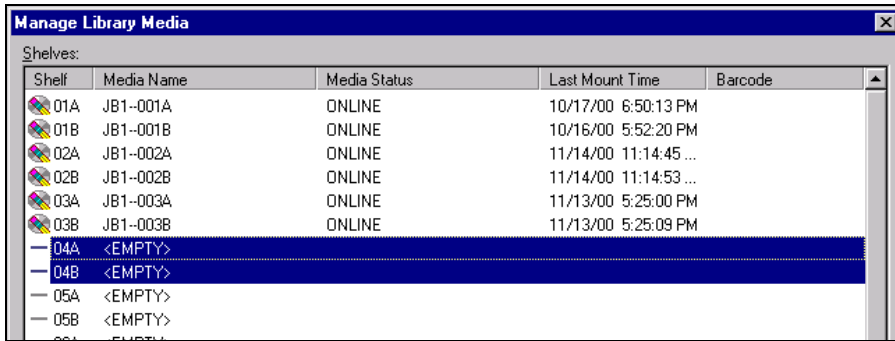 Manage Library Media
Shelves:
Shelf Media Name Media Status Last Mount Time Barcode
01A JB1--001A ONLINE 10/17/00 6:50:13 PM
01B JB1--001B ONLINE 10/16/00 5:52:20 PM
02A JB1--002A ONLINE 11/14/00 11:14:45 ...
02B JB1--002B ONLINE 11/14/00 11:14:53 ...
03A JB1--003A ONLINE 11/13/00 5:25:00 PM
03B JB1--003B ONLINE 11/13/00 5:25:09 PM
04A <EMPTY>
04B <EMPTY>
05A <EMPTY>
05B <EMPTY>